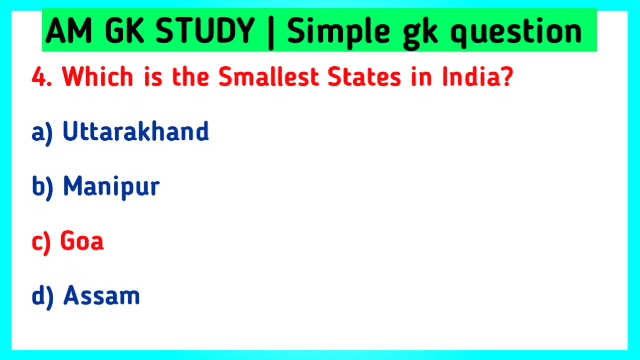 AM GK STUDY | Simple gk question
4. Which is the Smallest States in India?
a) Uttarakhand
b) Manipur
c) Goa
d) Assam